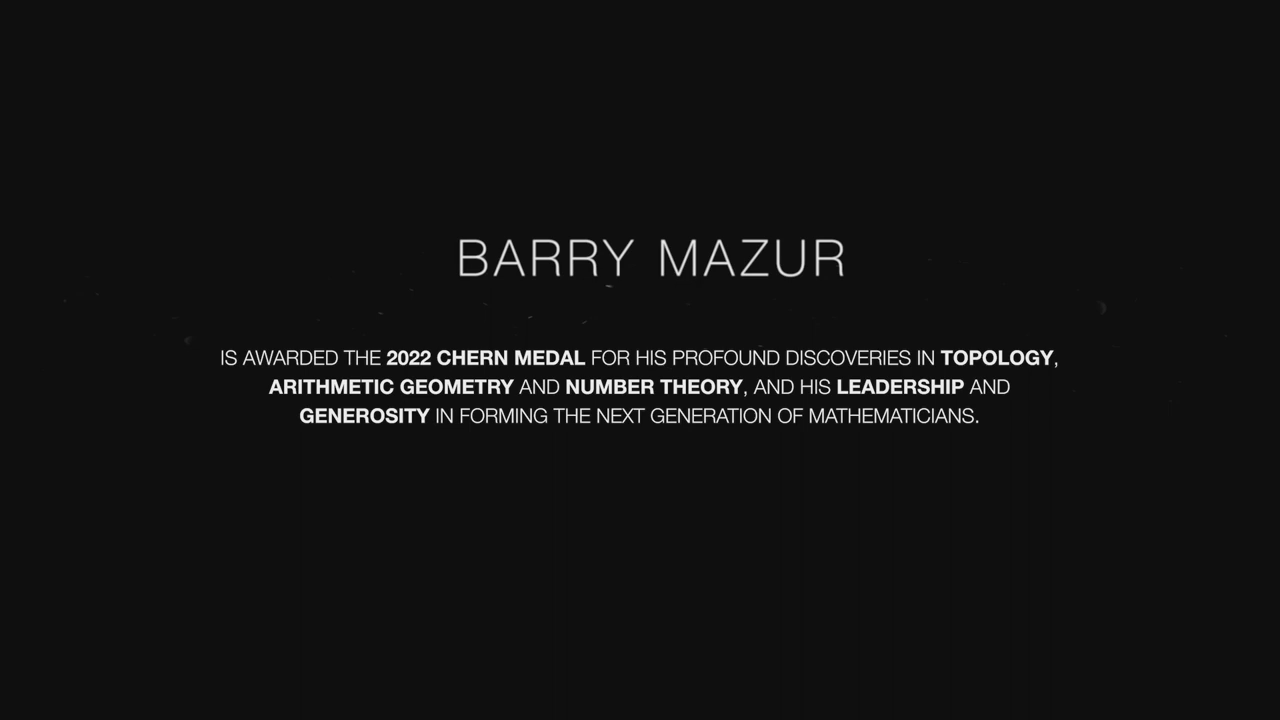 BARRY MAZUR
IS AWARDED THE 2022 CHERN MEDAL FOR HIS PROFOUND DISCOVERIES IN TOPOLOGY,
ARITHMETIC GEOMETRY AND NUMBER THEORY, AND HIS LEADERSHIP AND
GENEROSITY IN FORMING THE NEXT GENERATION OF MATHEMATICIANS.